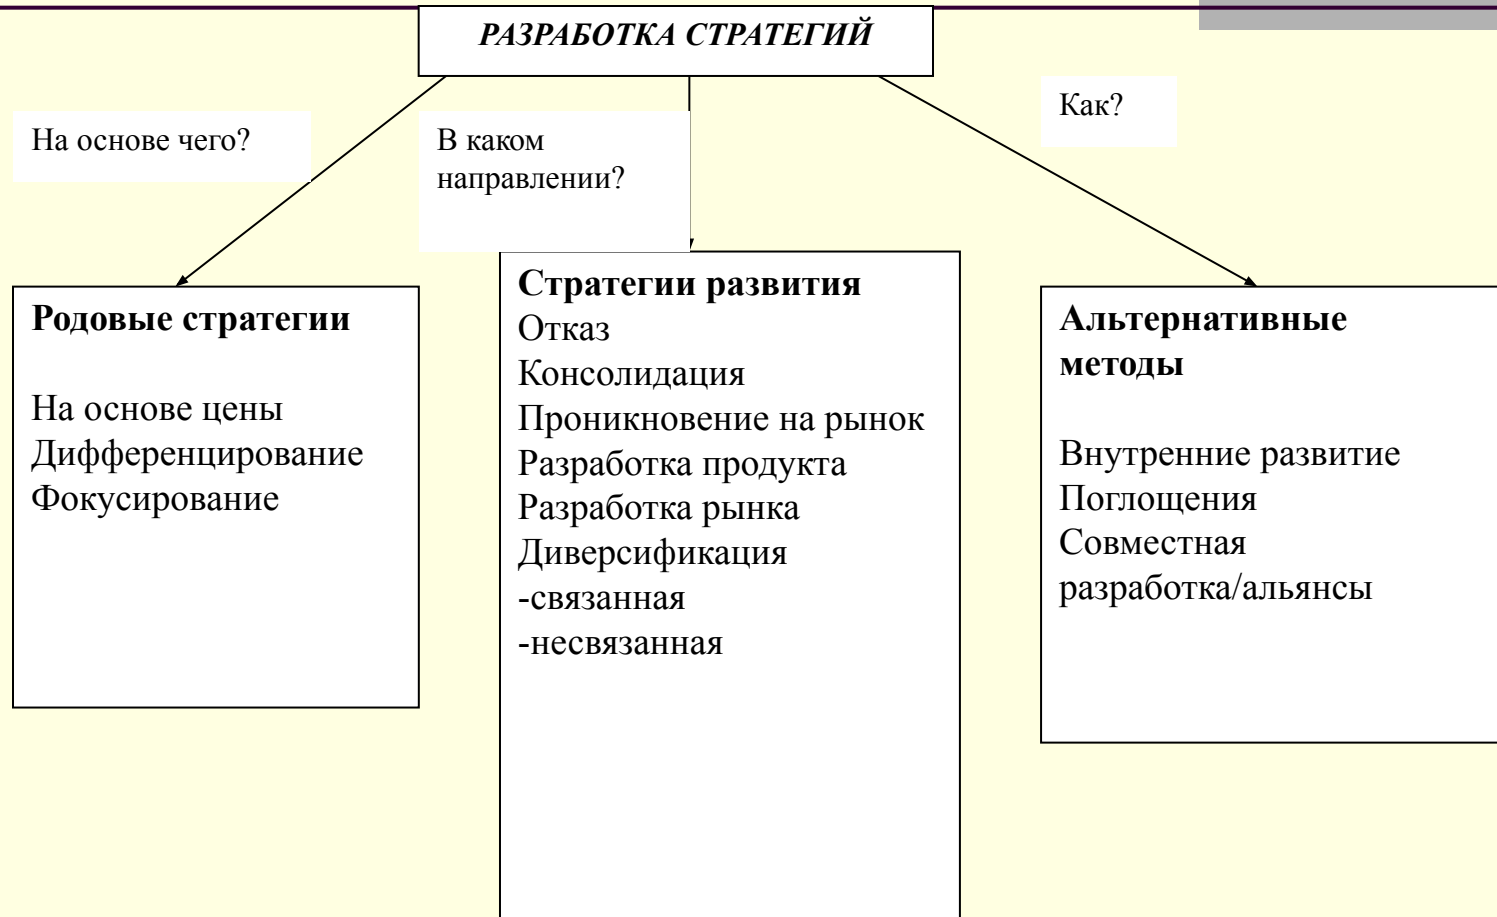 РАЗРАБОТКА СТРАТЕГИЙ
На основе чего?
В каком
направлении?
Как?
Родовые стратегии
На основе цены
Дифференцирование
Фокусирование
Стратегии развития
Отказ
Консолидация
Проникновение на рынок
Разработка продукта
Разработка рынка
Диверсификация
-связанная
-несвязанная
Альтернативные
методы
Внутренние развитие
Поглощения
Совместная
разработка/альянсы